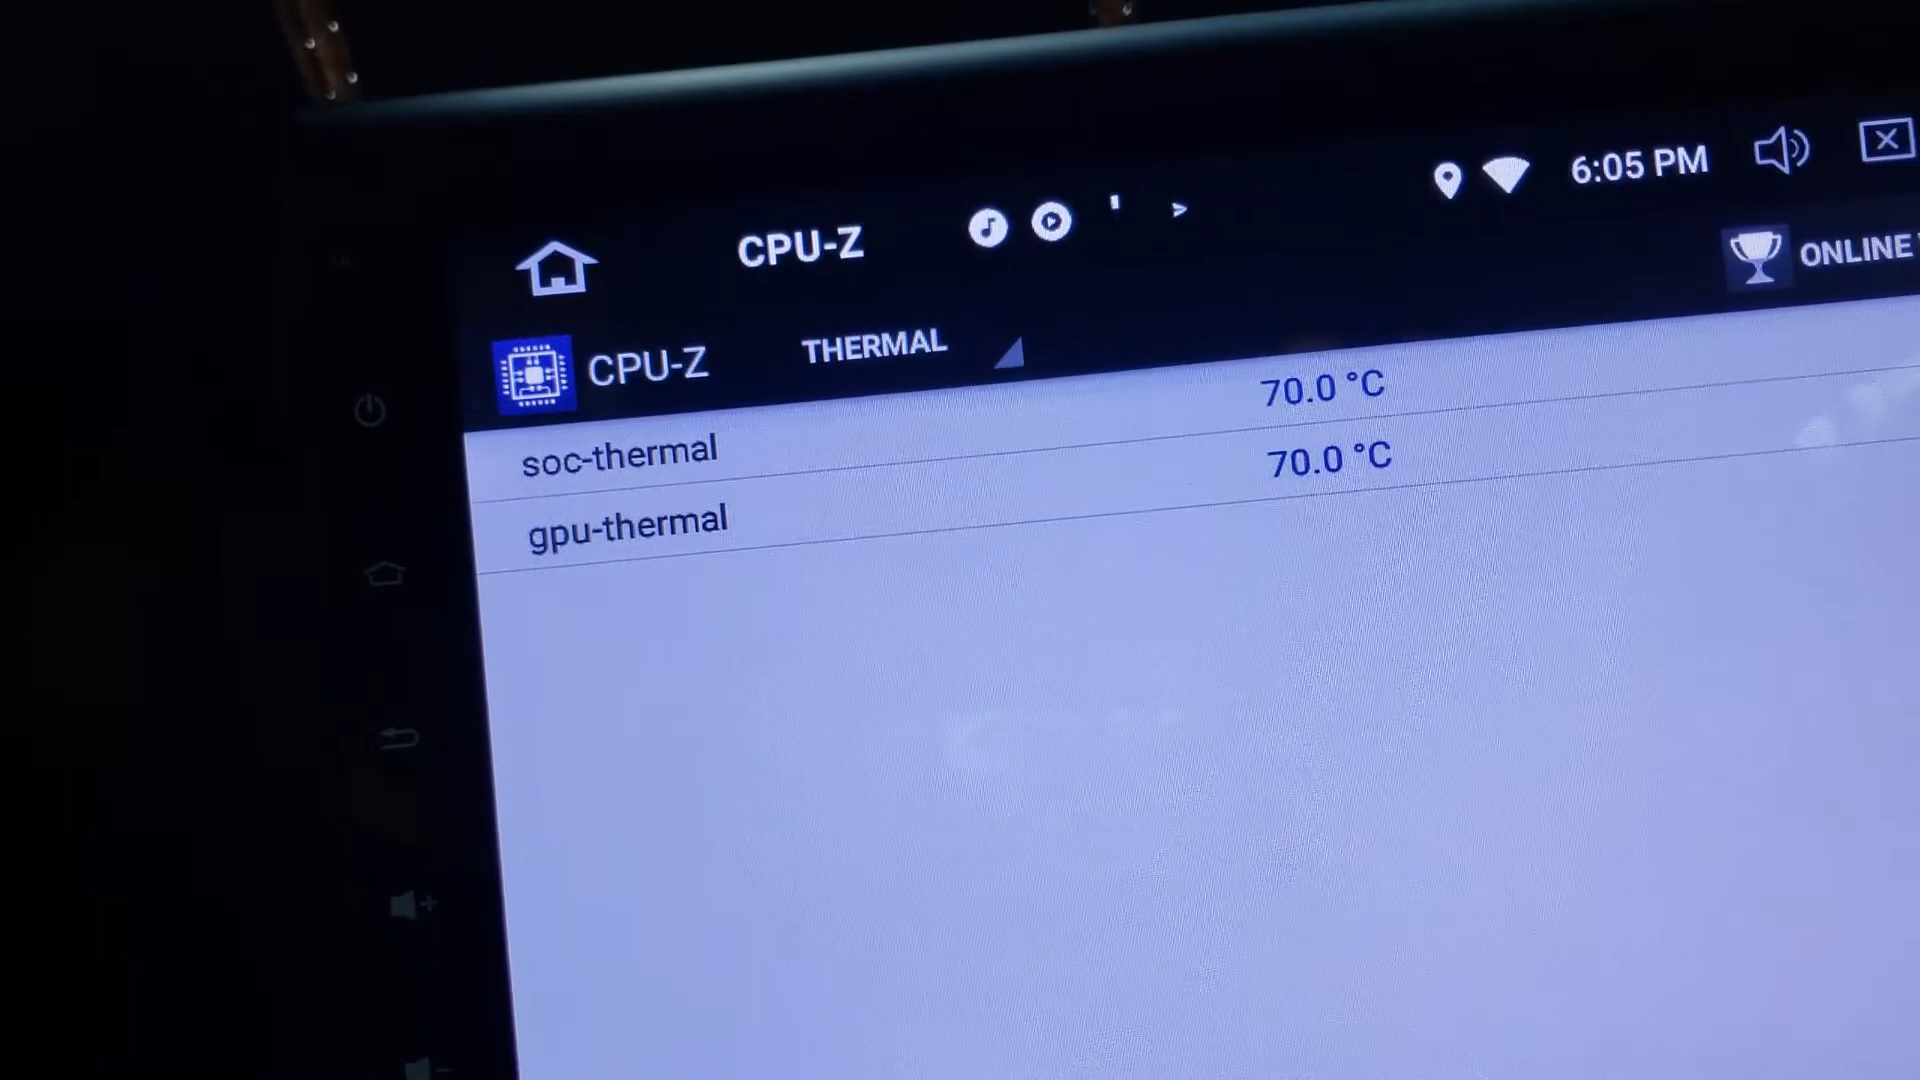 CPU-Z
6:05 PM
ONLINE
CPU-Z
THERMAL
soc-thermal
70.0 °C
gpu-thermal
70.0 °C